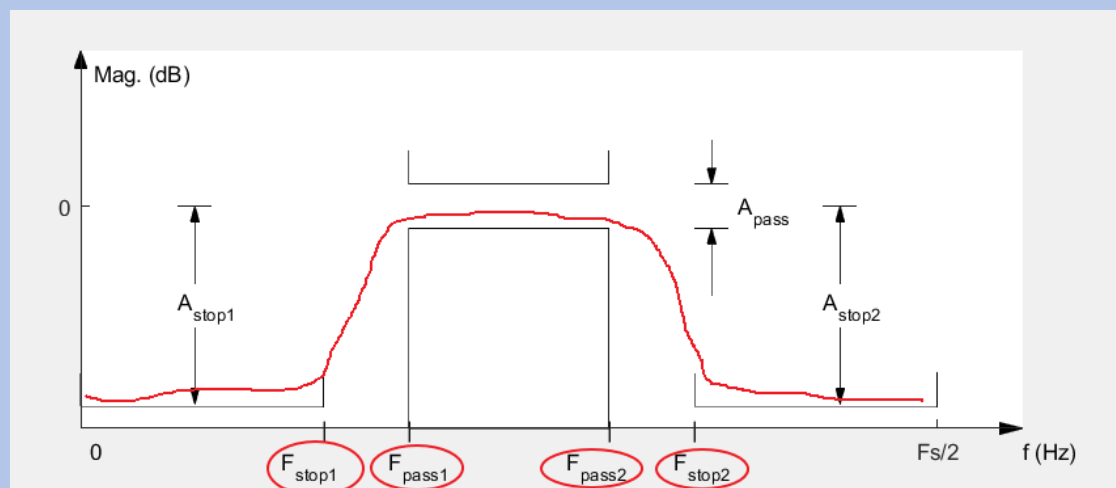 Mag. (dB)
0
A_pass
A_stop1
A_stop2
0
F_stop1
F_pass1
F_pass2
F_stop2
Fs/2
f (Hz)